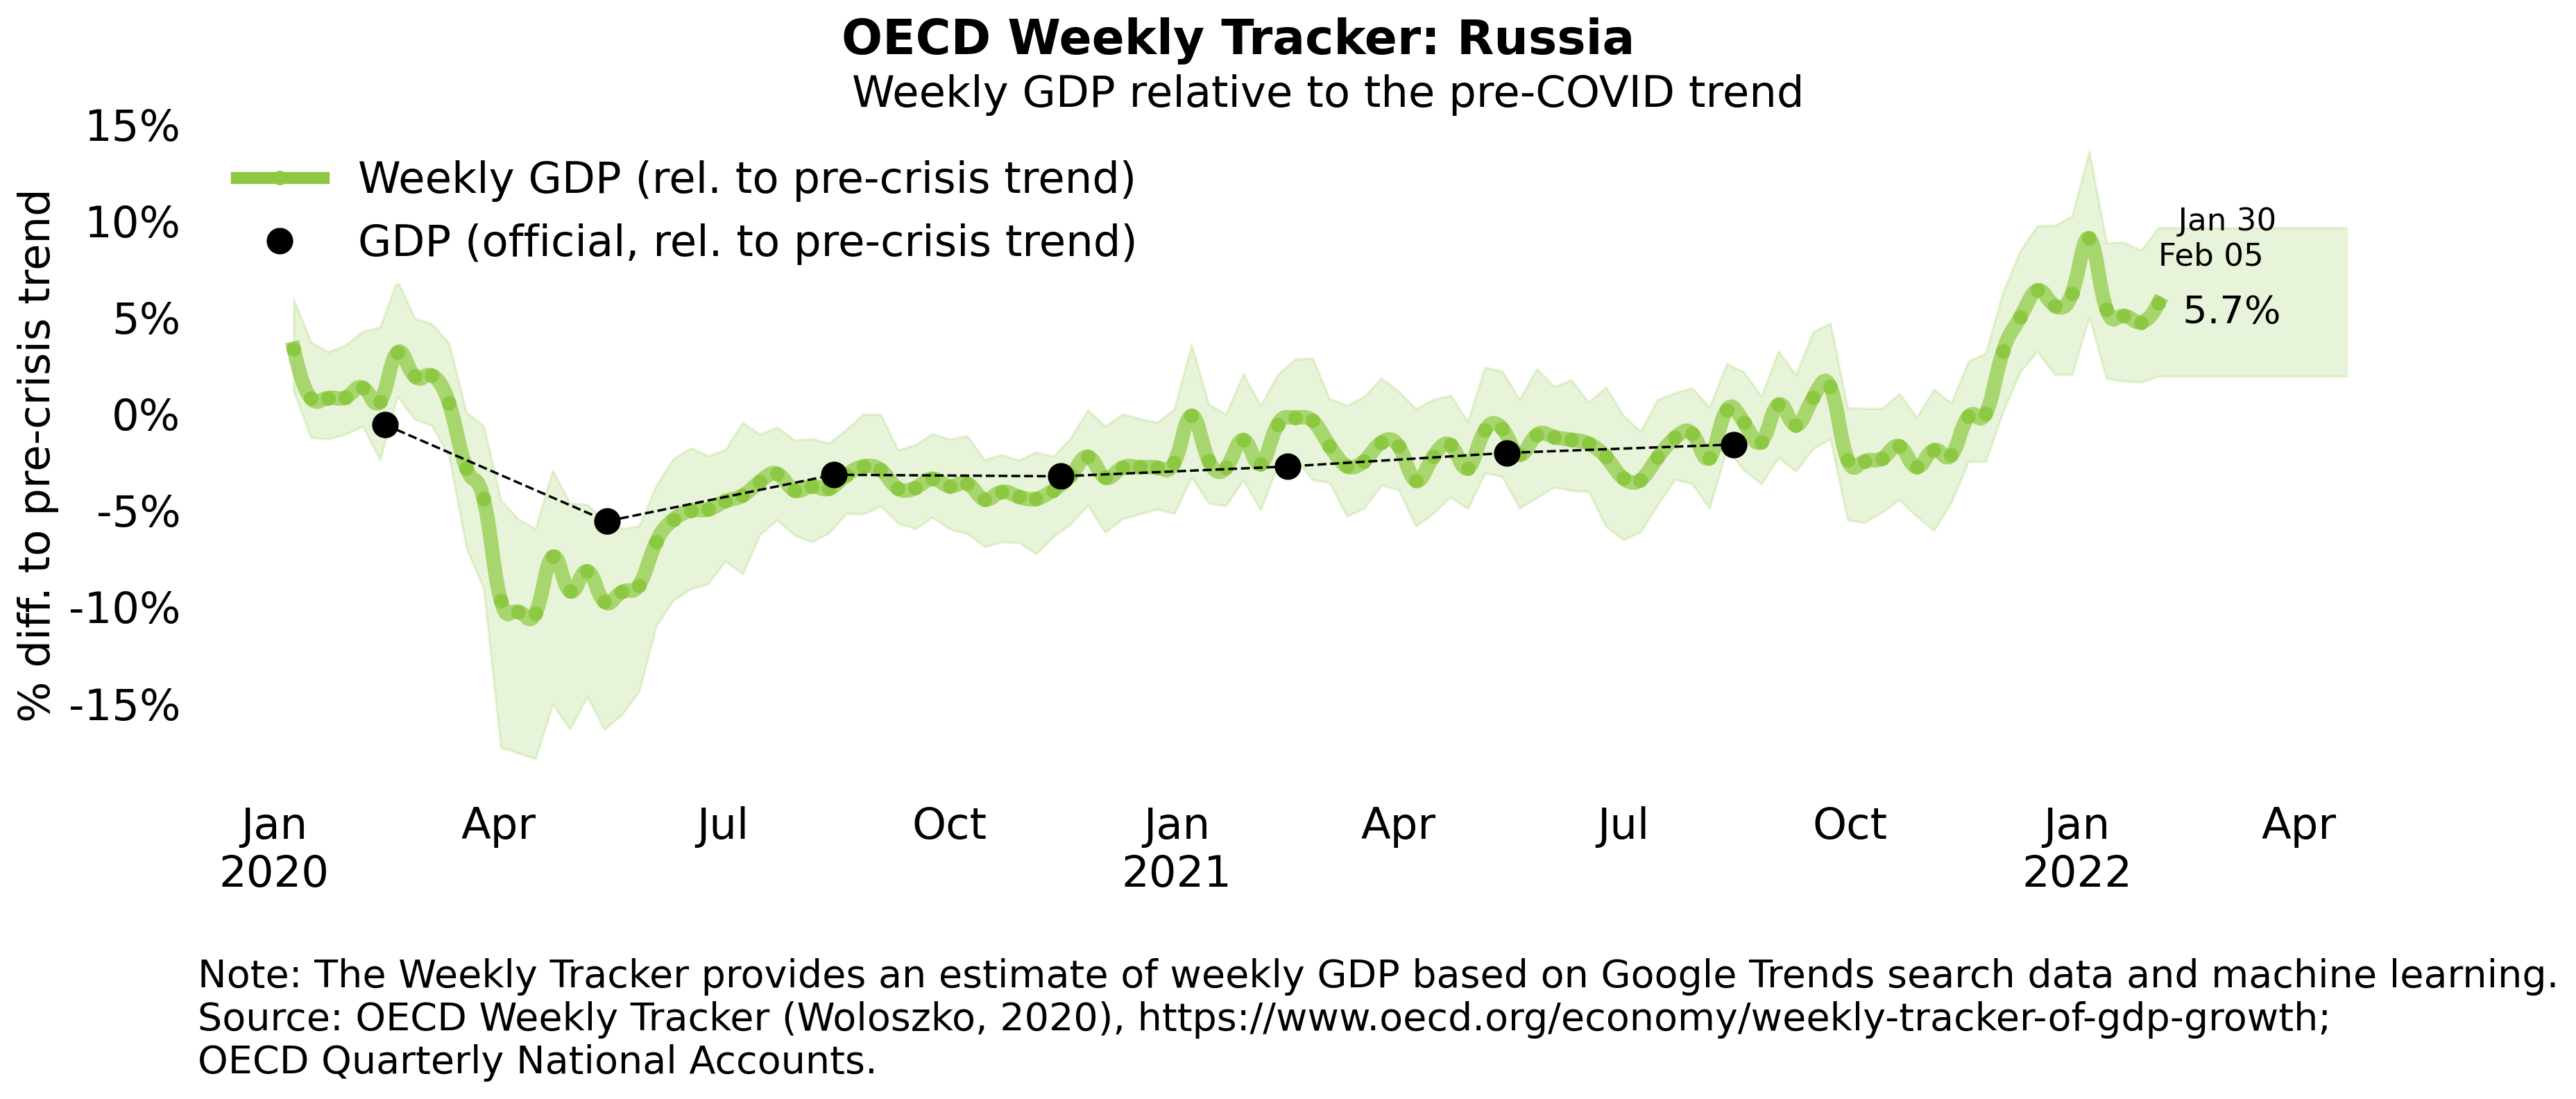 OECD Weekly Tracker: Russia
Weekly GDP relative to the pre-COVID trend
% diff. to pre-crisis trend
15%
10%
5%
0%
-5%
-10%
-15%
Weekly GDP (rel. to pre-crisis trend)
GDP (official, rel. to pre-crisis trend)
Jan 30
Feb 05
5.7%
Jan Apr Jul Oct Jan Apr Jul Oct Jan Apr
2020 2021 2022
Note: The Weekly Tracker provides an estimate of weekly GDP based on Google Trends search data and machine learning.
Source: OECD Weekly Tracker (Woloszko, 2020), https://www.oecd.org/economy/weekly-tracker-of-gdp-growth;
OECD Quarterly National Accounts.